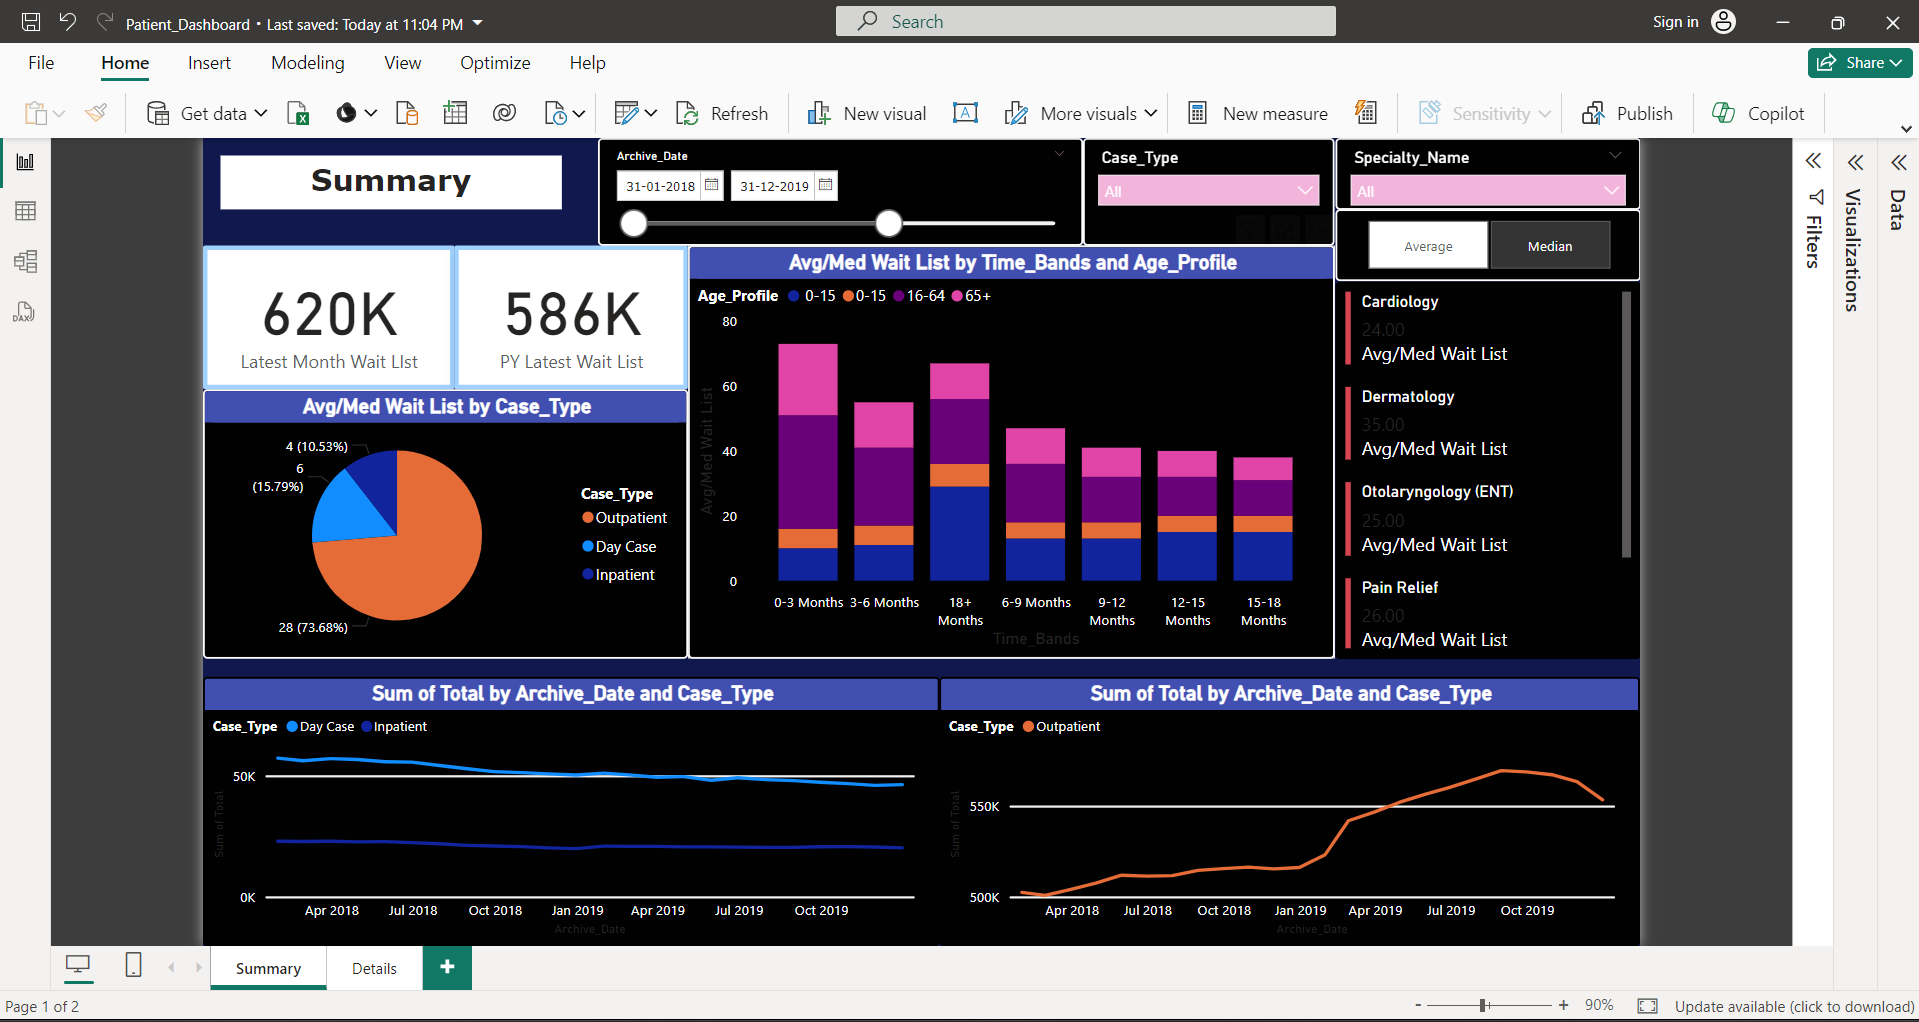 Patient_Dashboard • Last saved: Today at 11:04 PM
Search
Sign in
File Home Insert Modeling View Optimize Help
Share
Get data
Refresh
New visual
A
More visuals
New measure
Sensitivity
Publish
Copilot
DAX
Summary
Archive_Date
31-01-2018 31-12-2019
Case_Type
All
Specialty_Name
All
Average Median
620K
Latest Month Wait LIst
586K
PY Latest Wait List
Avg/Med Wait List by Case_Type
4 (10.53%)
6
(15.79%)
28 (73.68%)
Case_Type
Outpatient
Day Case
Inpatient
Avg/Med Wait List by Time_Bands and Age_Profile
Age_Profile 0-15 0-15 16-64 65+
Avg/Med Wait List
80
60
40
20
0
0-3 Months 3-6 Months 18+ Months 6-9 Months 9-12 Months 12-15 Months 15-18 Months
Time_Bands
Cardiology
24.00
Avg/Med Wait List
Dermatology
35.00
Avg/Med Wait List
Otolaryngology (ENT)
25.00
Avg/Med Wait List
Pain Relief
26.00
Avg/Med Wait List
Sum of Total by Archive_Date and Case_Type
Case_Type Day Case Inpatient
Sum of Total
50K
0K
Apr 2018 Jul 2018 Oct 2018 Jan 2019 Apr 2019 Jul 2019 Oct 2019
Archive_Date
Sum of Total by Archive_Date and Case_Type
Case_Type Outpatient
Sum of Total
550K
500K
Apr 2018 Jul 2018 Oct 2018 Jan 2019 Apr 2019 Jul 2019 Oct 2019
Archive_Date
Filters
Visualizations
Data
Summary
Details
+
Page 1 of 2
- + 90%
Update available (click to download)